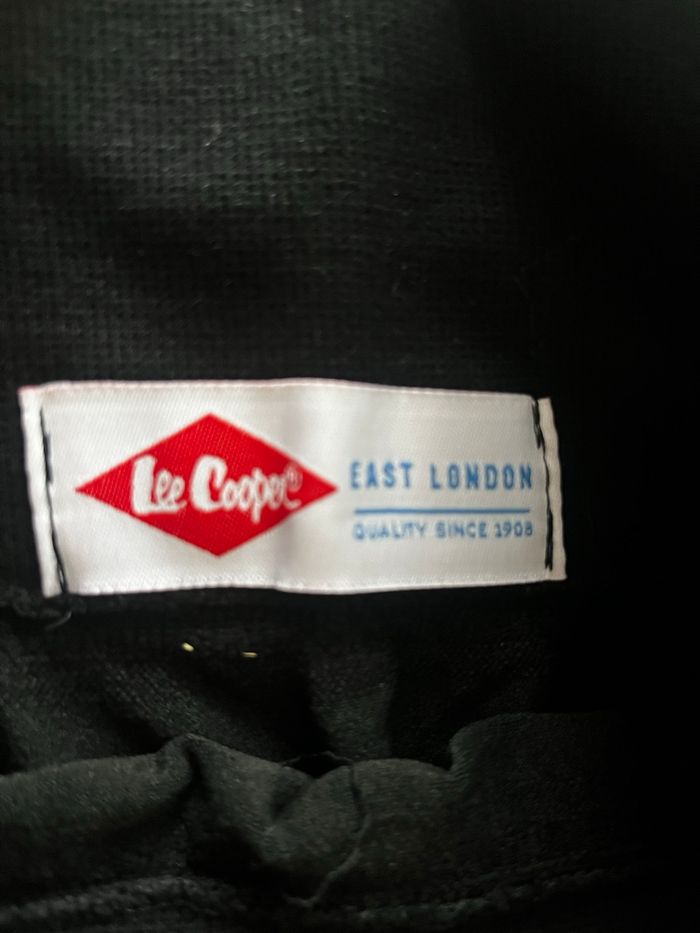 Lee Cooper®
EAST LONDON
QUALITY SINCE 1908